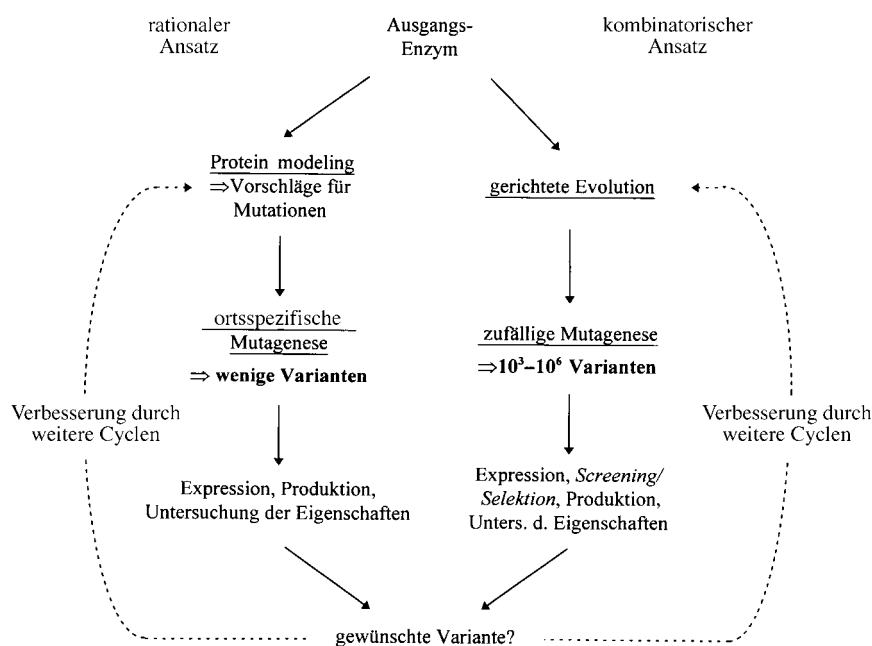 rationaler
Ansatz
Ausgangs-
Enzym
kombinatorischer
Ansatz
Protein modeling
⇒Vorschläge für
Mutationen
gerichtete Evolution
ortsspezifische
Mutagenese
⇒ wenige Varianten
zufällige Mutagenese
⇒10³–10⁶ Varianten
Verbesserung durch
weitere Cyclen
Verbesserung durch
weitere Cyclen
Expression, Produktion,
Untersuchung der Eigenschaften
Expression, Screening/
Selektion, Produktion,
Unters. d. Eigenschaften
gewünschte Variante?